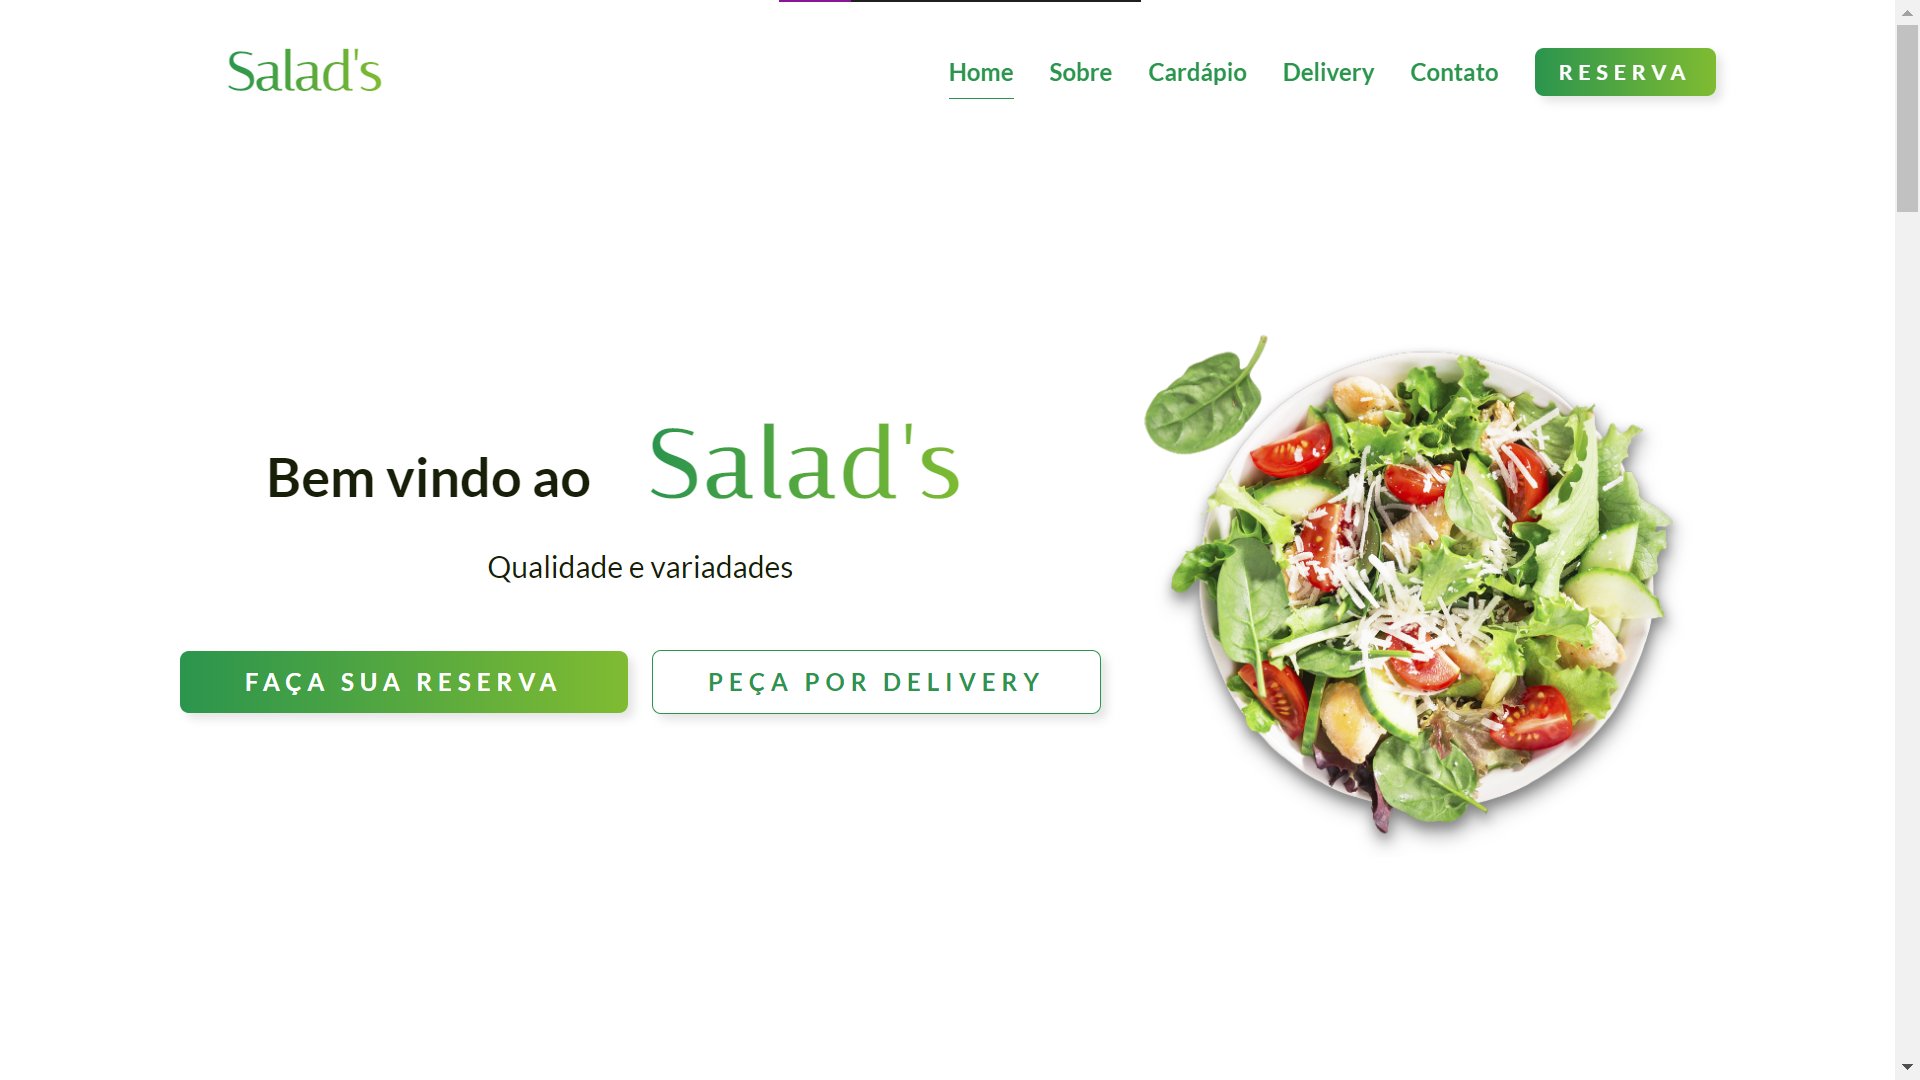 Salad's
Home Sobre Cardápio Delivery Contato RESERVA
Bem vindo ao Salad's
Qualidade e variadades
FAÇA SUA RESERVA PEÇA POR DELIVERY